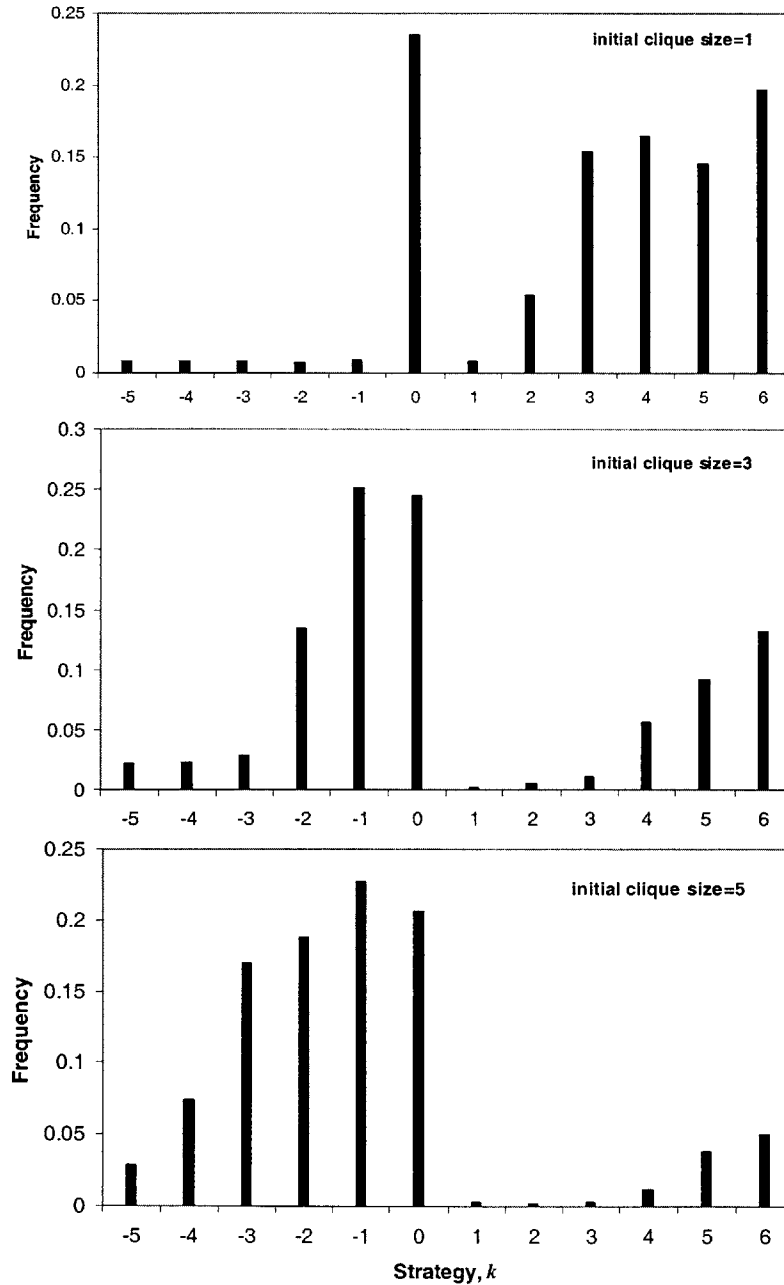 0.25
initial clique size=1
0.2
0.15
0.1
0.05
0
Frequency
-5 -4 -3 -2 -1 0 1 2 3 4 5 6
0.3
initial clique size=3
0.25
0.2
0.15
0.1
0.05
0
Frequency
-5 -4 -3 -2 -1 0 1 2 3 4 5 6
0.25
initial clique size=5
0.2
0.15
0.1
0.05
0
Frequency
-5 -4 -3 -2 -1 0 1 2 3 4 5 6
Strategy, k